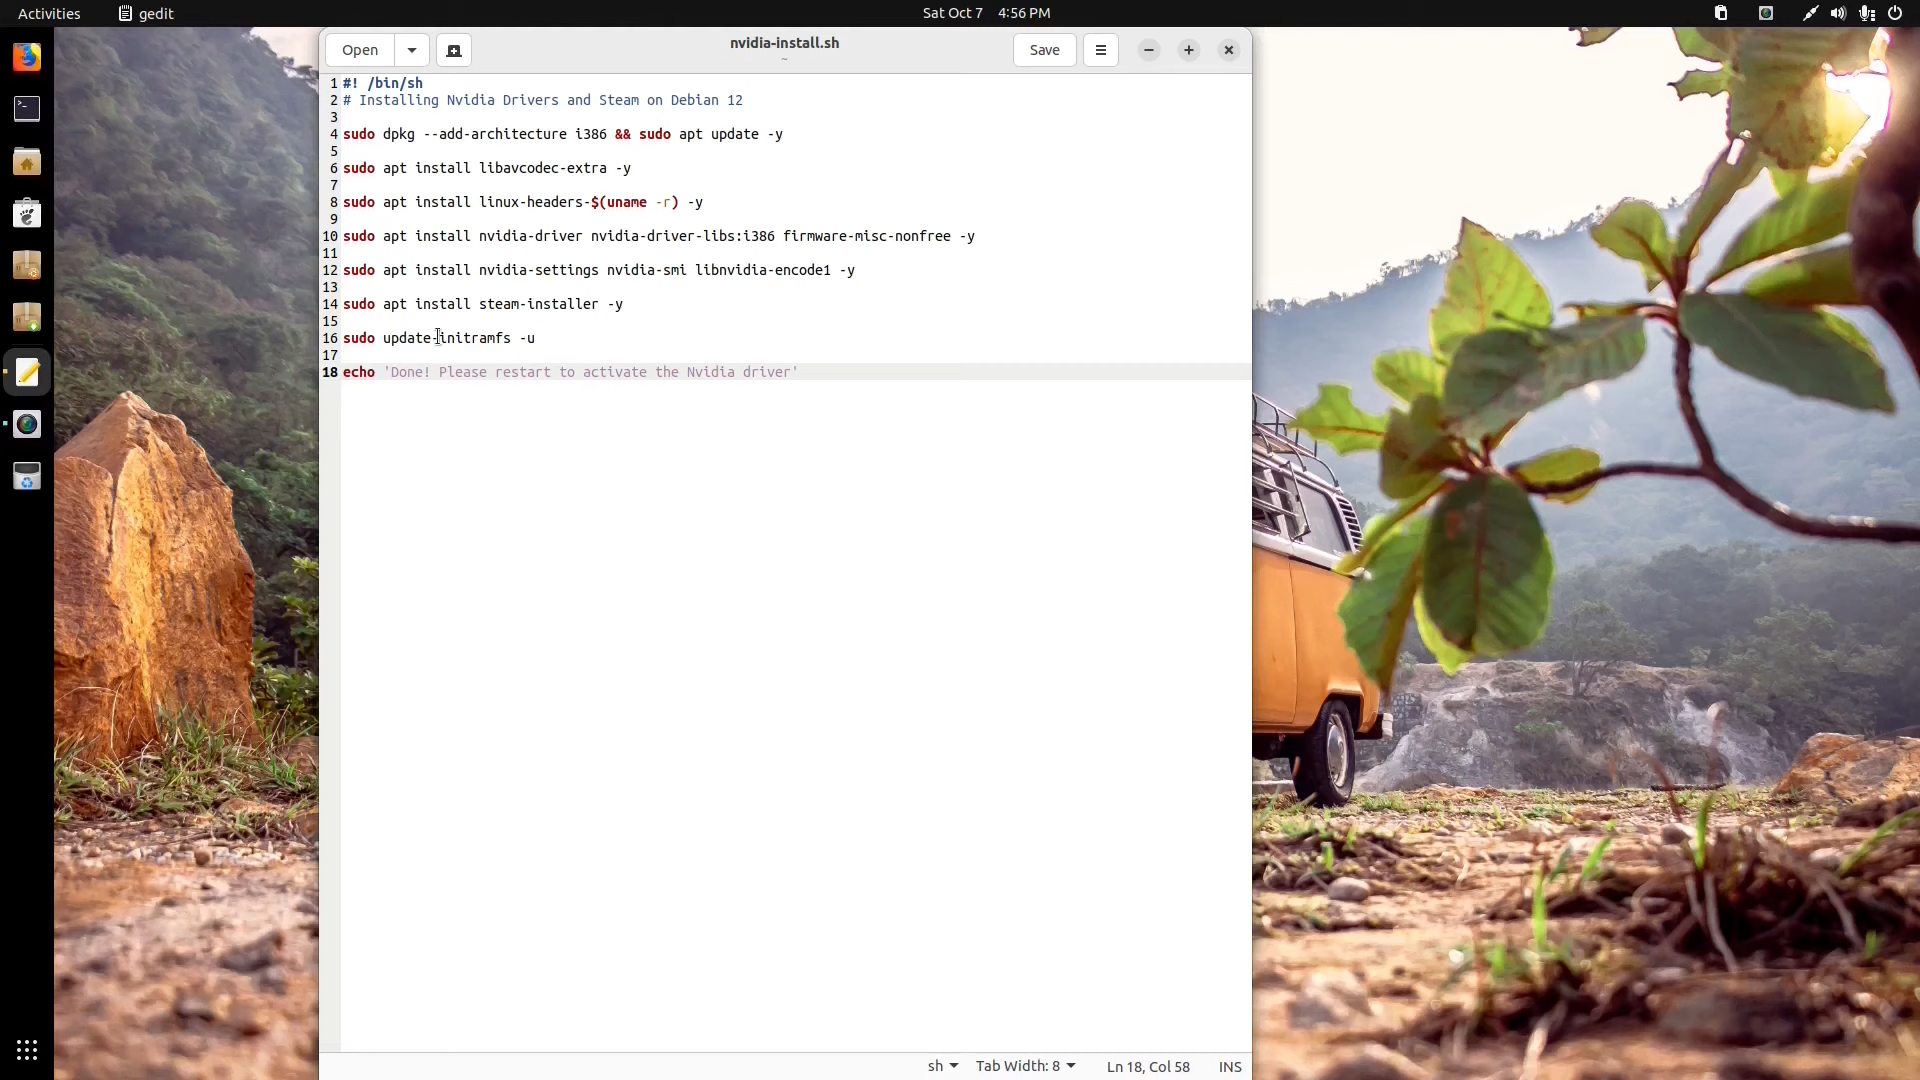 Activities gedit Sat Oct 7 4:56 PM
Open nvidia-install.sh Save
~
1 #! /bin/sh
2 # Installing Nvidia Drivers and Steam on Debian 12
3
4 sudo dpkg --add-architecture i386 && sudo apt update -y
5
6 sudo apt install libavcodec-extra -y
7
8 sudo apt install linux-headers-$(uname -r) -y
9
10 sudo apt install nvidia-driver nvidia-driver-libs:i386 firmware-misc-nonfree -y
11
12 sudo apt install nvidia-settings nvidia-smi libnvidia-encode1 -y
13
14 sudo apt install steam-installer -y
15
16 sudo update-initramfs -u
17
18 echo 'Done! Please restart to activate the Nvidia driver'
sh Tab Width: 8 Ln 18, Col 58 INS